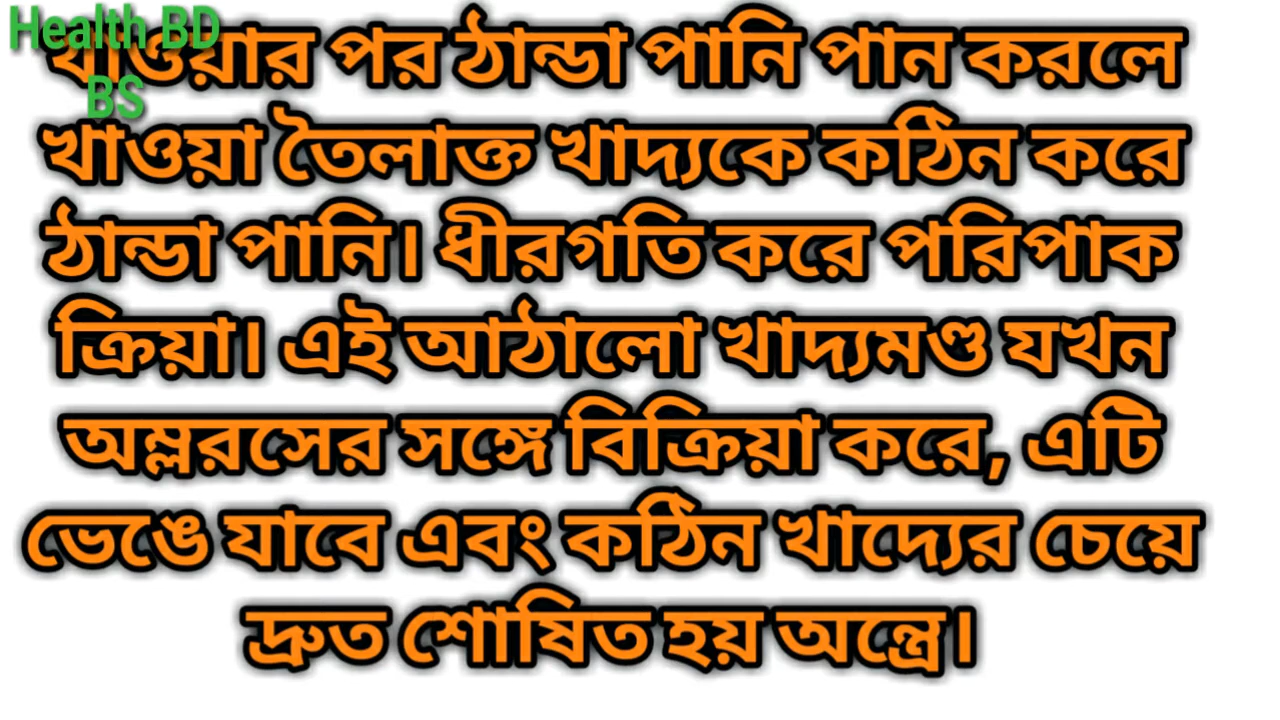 Health BD
BS
খাওয়ার পর ঠান্ডা পানি পান করলে
খাওয়া তৈলাক্ত খাদ্যকে কঠিন করে
ঠান্ডা পানি। ধীরগতি করে পরিপাক
ক্রিয়া। এই আঠালো খাদ্যমণ্ড যখন
অম্লরসের সঙ্গে বিক্রিয়া করে, এটি
ভেঙে যাবে এবং কঠিন খাদ্যের চেয়ে
দ্রুত শোষিত হয় অন্ত্রে।